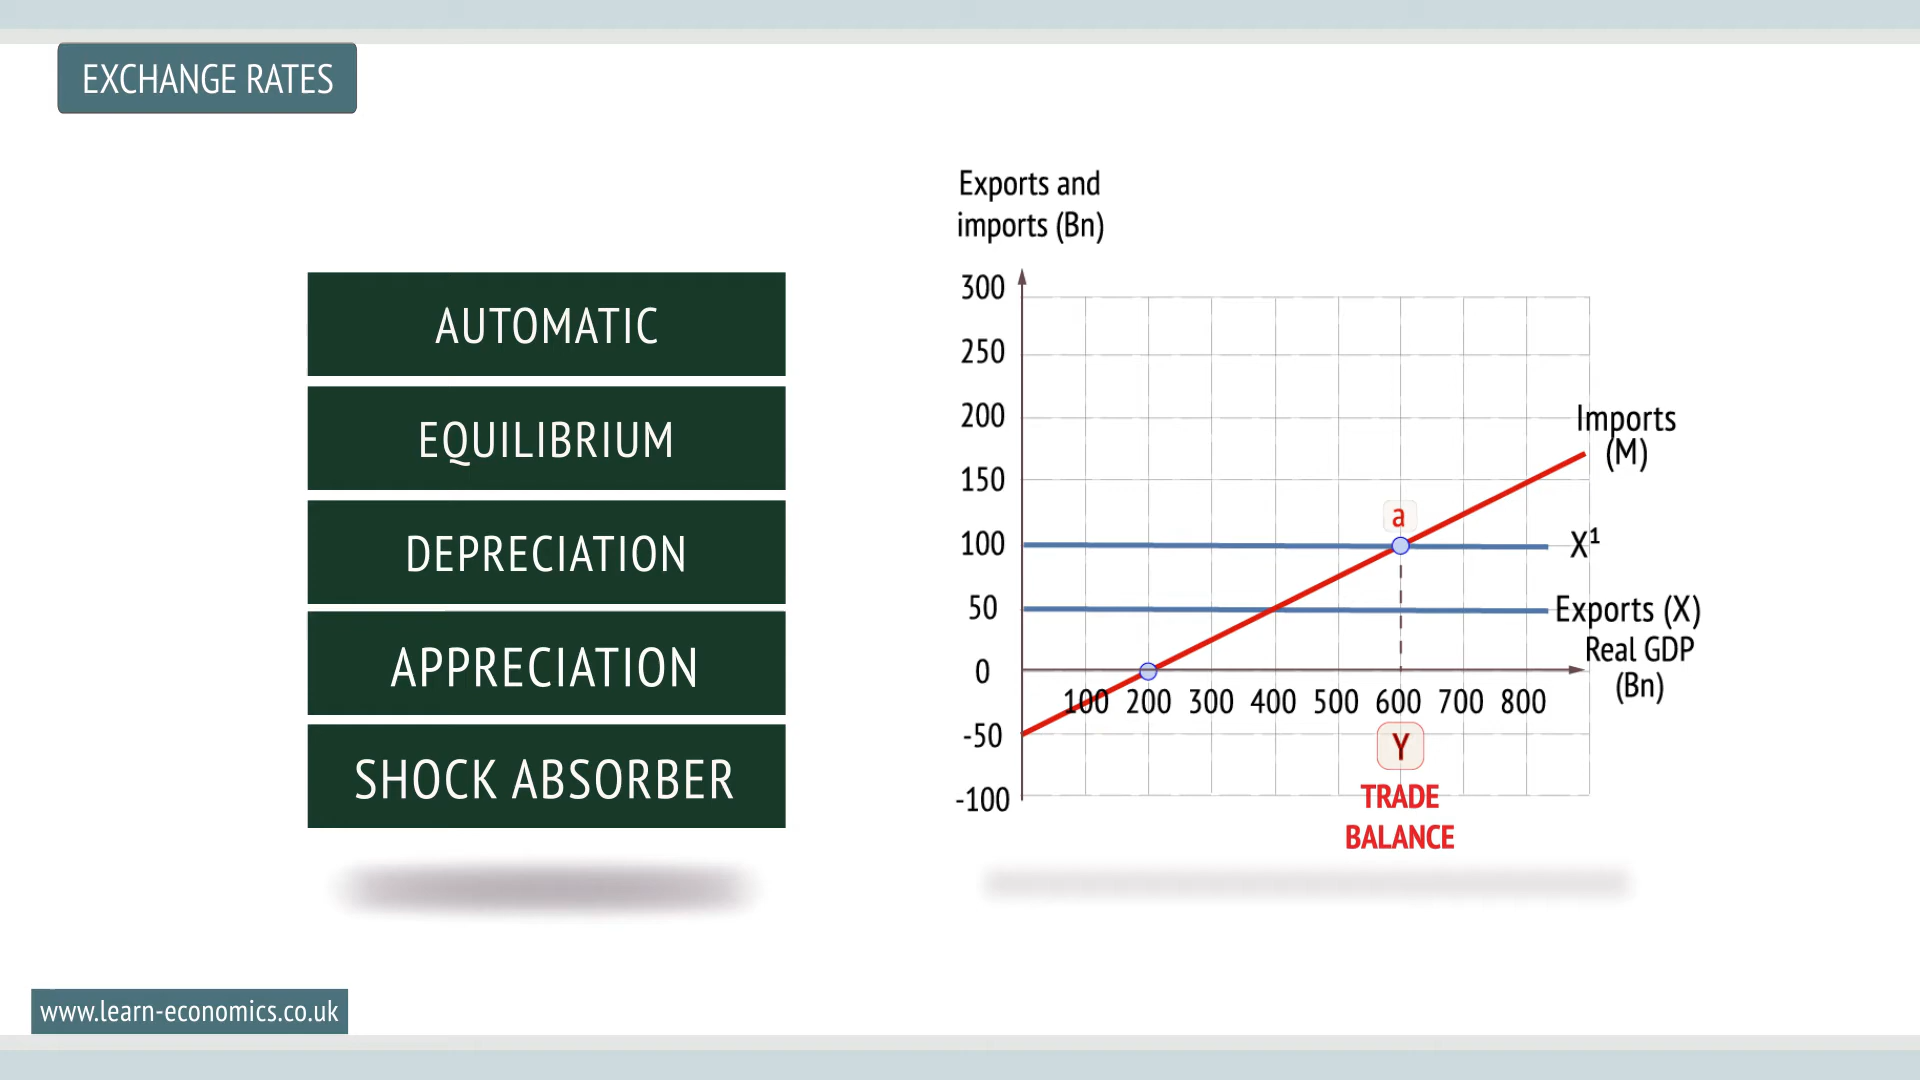 EXCHANGE RATES
AUTOMATIC
EQUILIBRIUM
DEPRECIATION
APPRECIATION
SHOCK ABSORBER
Exports and
imports (Bn)
300
250
200
150
100
50
0
-50
-100
Imports
(M)
a
X¹
Exports (X)
Real GDP
(Bn)
100 200 300 400 500 600 700 800
Y
TRADE
BALANCE
www.learn-economics.co.uk